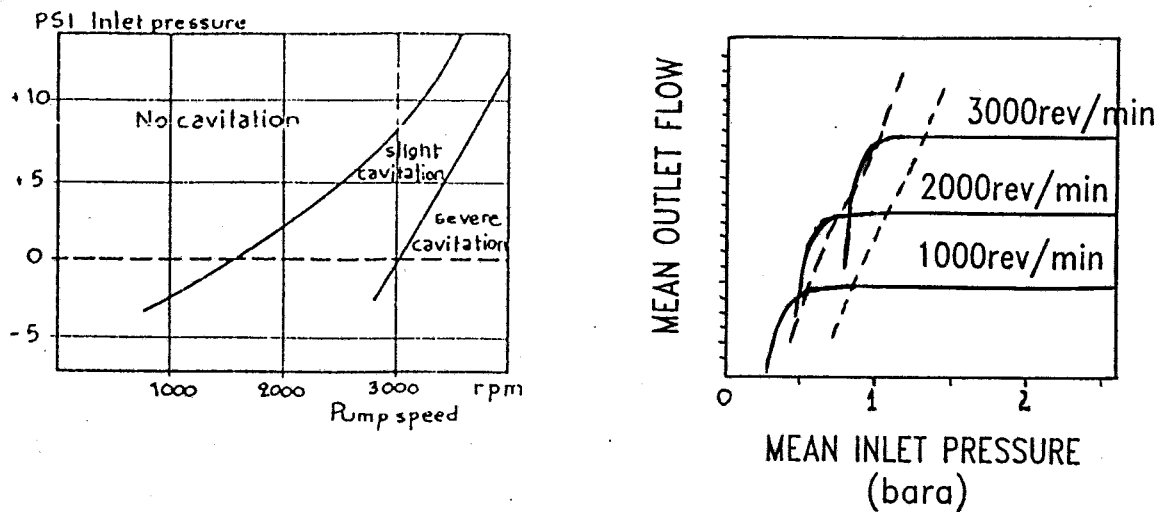 PSI Inlet pressure
+10
+5
0
-5
No cavitation
slight
cavitation
severe
cavitation
1000 2000 3000 rpm
Pump speed
MEAN OUTLET FLOW
3000rev/min
2000rev/min
1000rev/min
0 1 2
MEAN INLET PRESSURE
(bara)